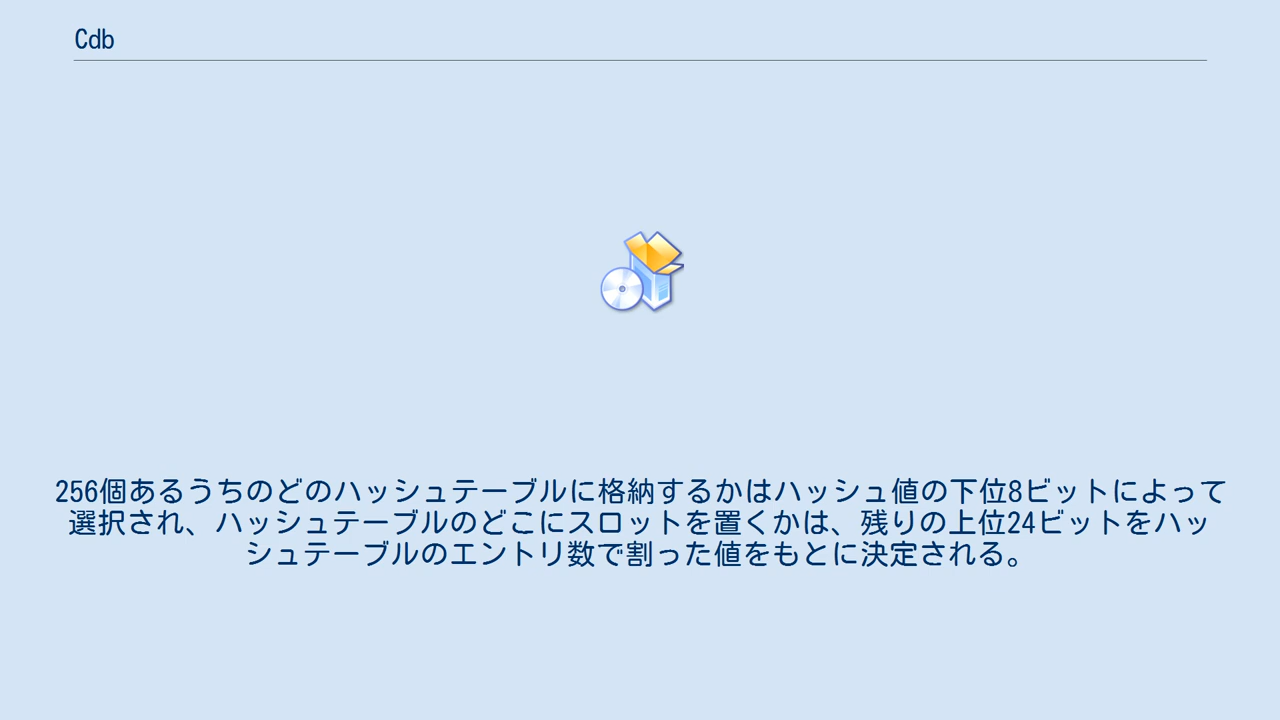 Cdb
256個あるうちのどのハッシュテーブルに格納するかはハッシュ値の下位8ビットによって
選択され、ハッシュテーブルのどこにスロットを置くかは、残りの上位24ビットをハッ
シュテーブルのエントリ数で割った値をもとに決定される。